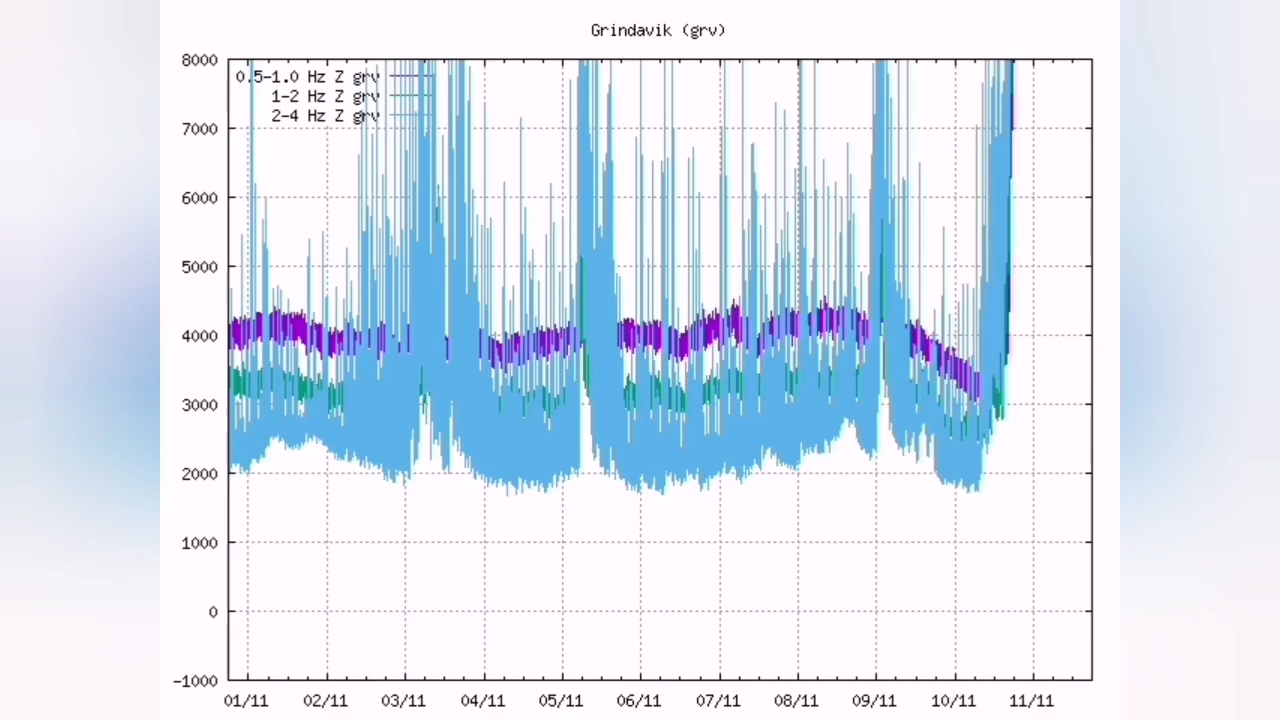 Grindavik (grv)
8000
0.5-1.0 Hz Z grv
1-2 Hz Z grv
2-4 Hz Z grv
7000
6000
5000
4000
3000
2000
1000
0
-1000
01/11 02/11 03/11 04/11 05/11 06/11 07/11 08/11 09/11 10/11 11/11